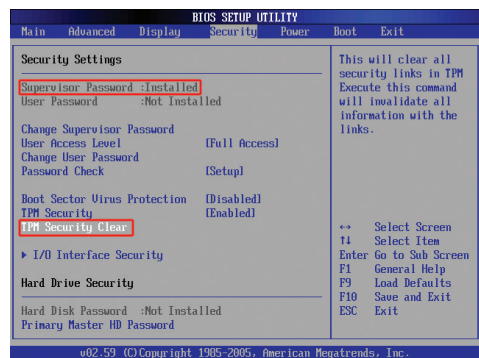 BIOS SETUP UTILITY
Main Advanced Display Security Power Boot Exit
Security Settings
Supervisor Password :Installed
User Password :Not Installed
Change Supervisor Password
User Access Level [Full Access]
Change User Password
Password Check [Setup]
Boot Sector Virus Protection [Disabled]
TPM Security [Enabled]
TPM Security Clear
▶ I/O Interface Security
Hard Drive Security
Hard Disk Password :Not Installed
Primary Master HD Password
This will clear all
security links in TPM
Execute this command
will invalidate all
information with the
links.
↔ Select Screen
↑↓ Select Item
Enter Go to Sub Screen
F1 General Help
F9 Load Defaults
F10 Save and Exit
ESC Exit
v02.59 (C)Copyright 1985-2005, American Megatrends, Inc.